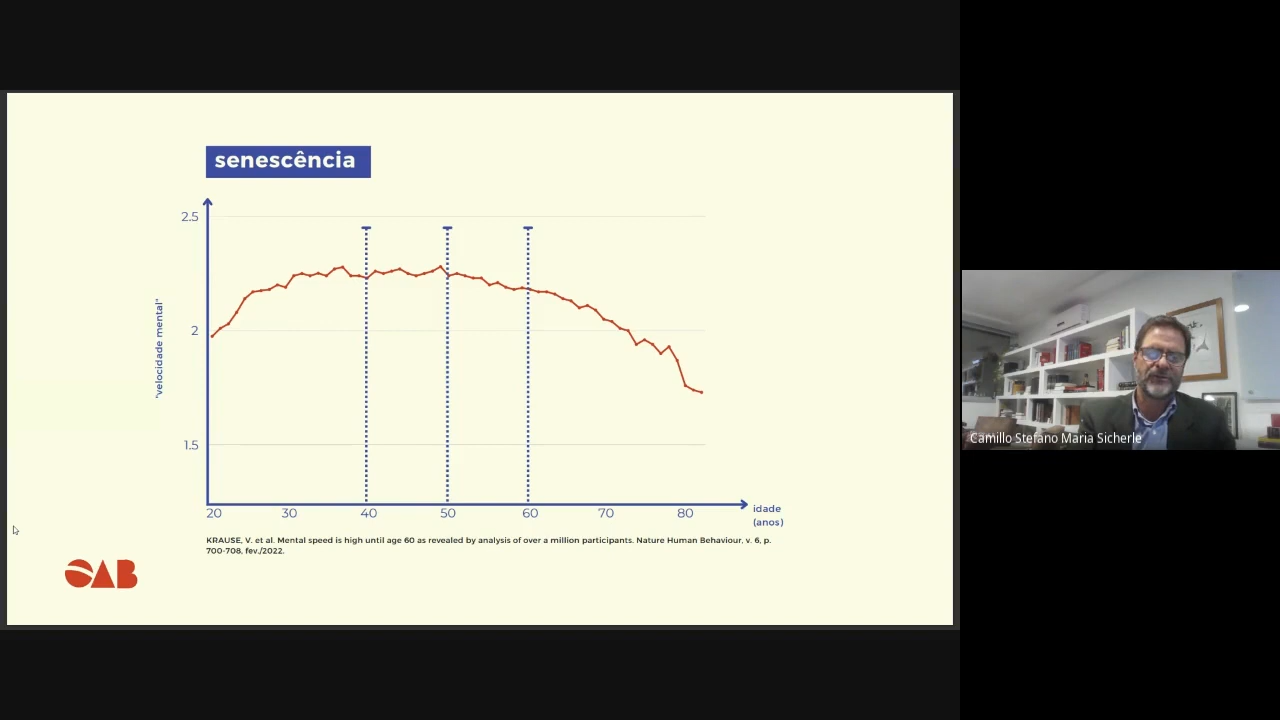 senescência
2.5
2
1.5
"velocidade mental"
20 30 40 50 60 70 80
idade
(anos)
KRAUSE, V. et al. Mental speed is high until age 60 as revealed by analysis of over a million participants. Nature Human Behaviour, v. 6, p.
700-708, fev./2022.
OAB
Camillo Stefano Maria Sicherle